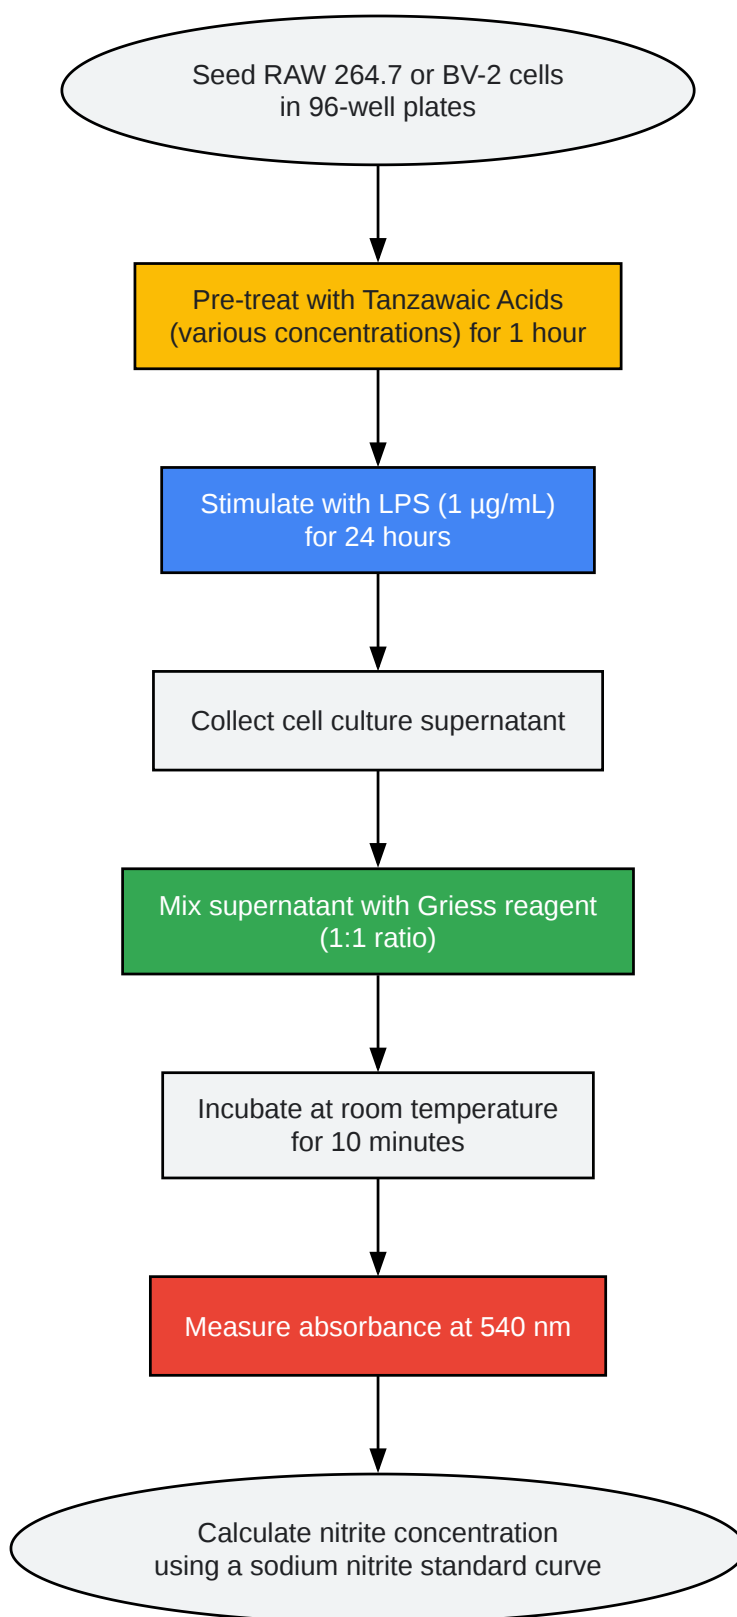 Seed RAW 264.7 or BV-2 cells
in 96-well plates
Pre-treat with Tanzawaic Acids
(various concentrations) for 1 hour
Stimulate with LPS (1 µg/mL)
for 24 hours
Collect cell culture supernatant
Mix supernatant with Griess reagent
(1:1 ratio)
Incubate at room temperature
for 10 minutes
Measure absorbance at 540 nm
Calculate nitrite concentration
using a sodium nitrite standard curve